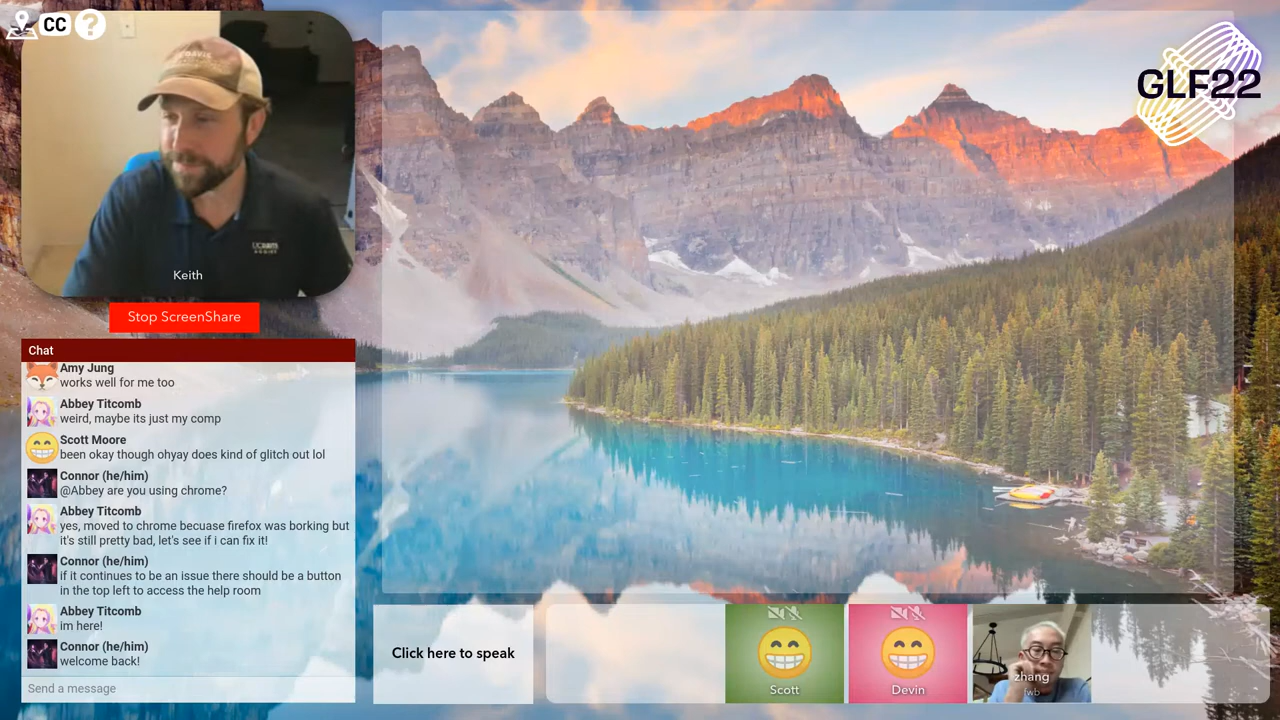 CC
?
DAVIS
UCDAVIS
Keith
GLF22
Stop ScreenShare
Chat
Amy Jung
works well for me too
Abbey Titcomb
weird, maybe its just my comp
Scott Moore
been okay though ohyay does kind of glitch out lol
Connor (he/him)
@Abbey are you using chrome?
Abbey Titcomb
yes, moved to chrome becuase firefox was borking but
it's still pretty bad, let's see if i can fix it!
Connor (he/him)
if it continues to be an issue there should be a button
in the top left to access the help room
Abbey Titcomb
im here!
Connor (he/him)
welcome back!
Send a message
Click here to speak
Scott
Devin
zhang
fwb